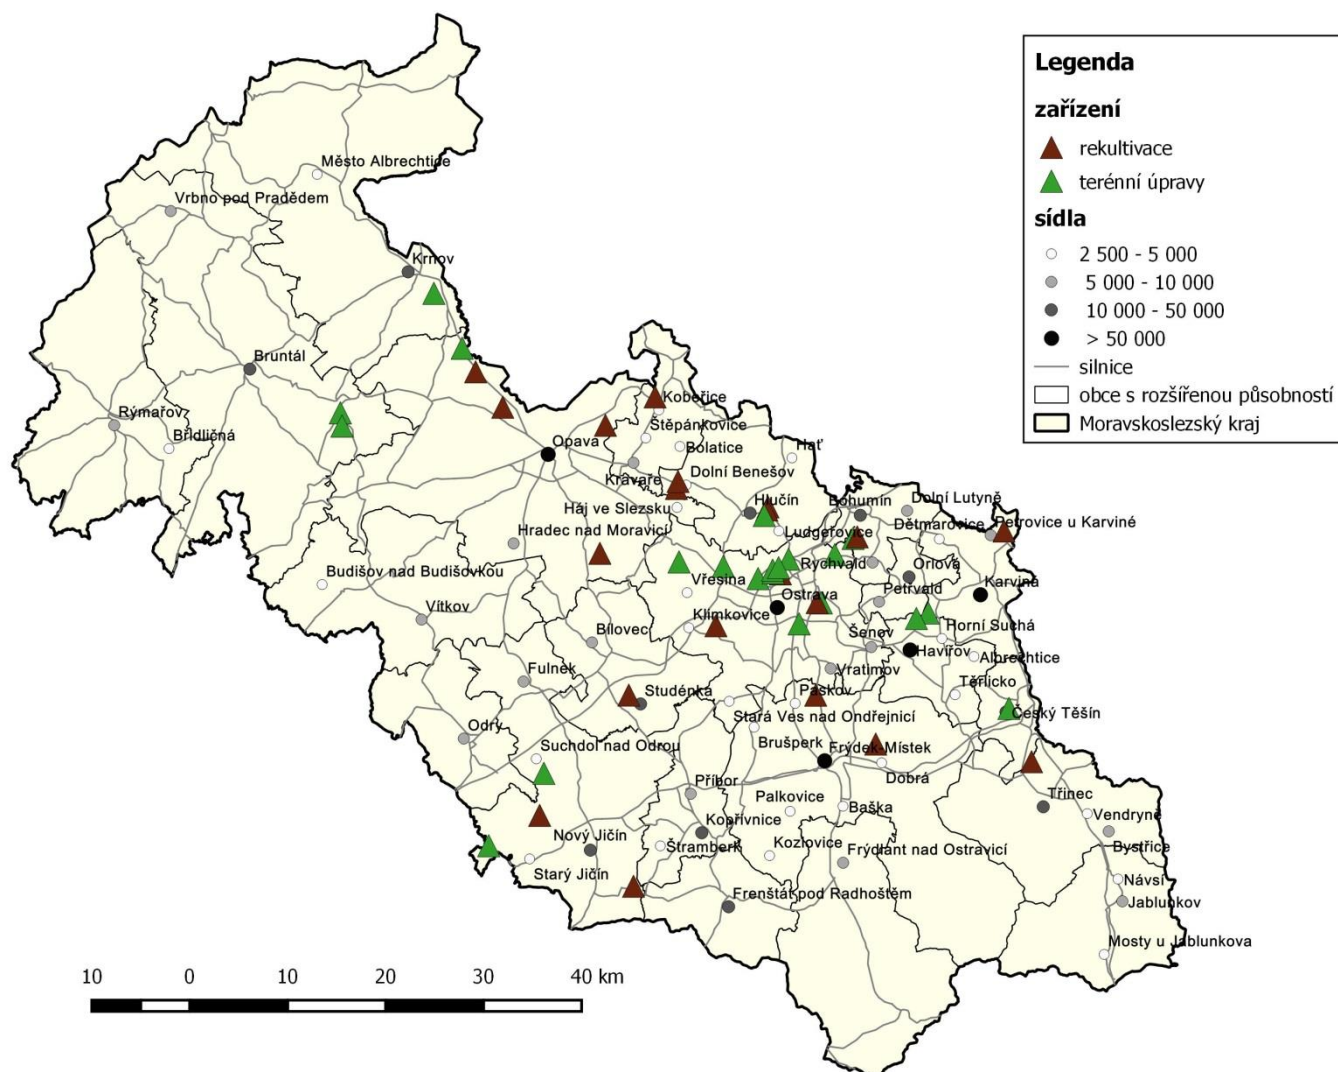 Legenda
zařízení
rekultivace
terénní úpravy
sídla
2 500 - 5 000
5 000 - 10 000
10 000 - 50 000
> 50 000
silnice
obce s rozšířenou působností
Moravskoslezský kraj
Město Albrechtice
Vrbno pod Pradědem
Krnov
Bruntál
Rýmařov
Břidličná
Kobeřice
Štěpánkovice
Bolatice
Opava
Hať
Kravaře
Dolní Benešov
Háj ve Slezsku
Hlučín
Bohumín
Dolní Lutyně
Hradec nad Moravicí
Ludgeřovice
Dětmarovice
Petrovice u Karviné
Budišov nad Budišovkou
Vřesina
Rychvald
Orlová
Karviná
Vítkov
Klimkovice
Ostrava
Petřvald
Horní Suchá
Bílovec
Šenov
Havířov
Albrechtice
Fulnek
Vratimov
Těrlicko
Studénka
Paskov
Český Těšín
Stará Ves nad Ondřejnicí
Odry
Suchdol nad Odrou
Brušperk
Frýdek-Místek
Dobrá
Příbor
Palkovice
Baška
Třinec
Vendryně
Kopřivnice
Bystřice
Nový Jičín
Štramberk
Kozlovice
Frýdlant nad Ostravicí
Starý Jičín
Návsí
Frenštát pod Radhoštěm
Jablunkov
Mosty u Jablunkova
10 0 10 20 30 40 km